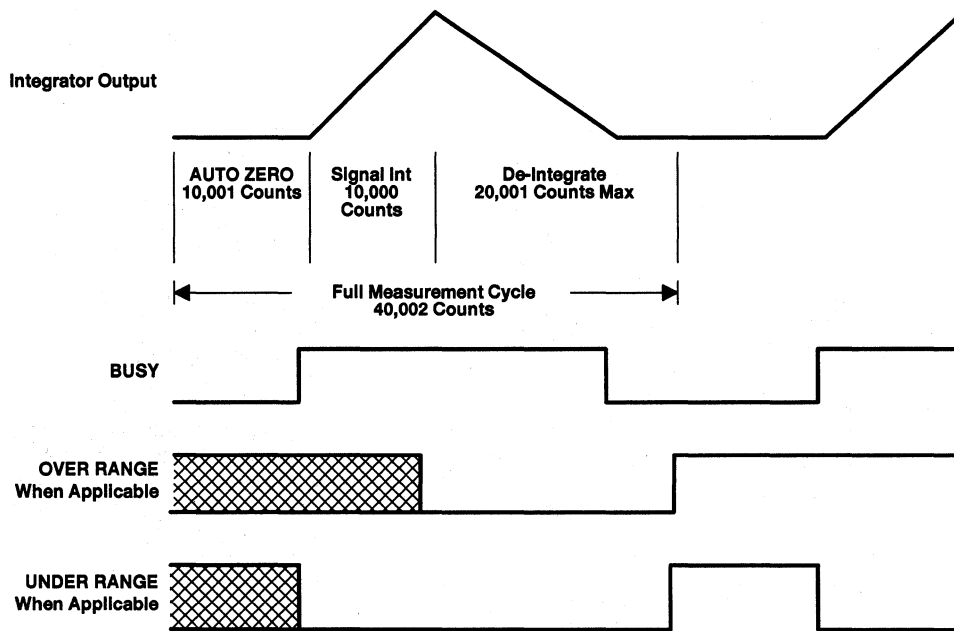 Integrator Output
AUTO ZERO
10,001 Counts
Signal Int
10,000
Counts
De-Integrate
20,001 Counts Max
Full Measurement Cycle
40,002 Counts
BUSY
OVER RANGE
When Applicable
UNDER RANGE
When Applicable